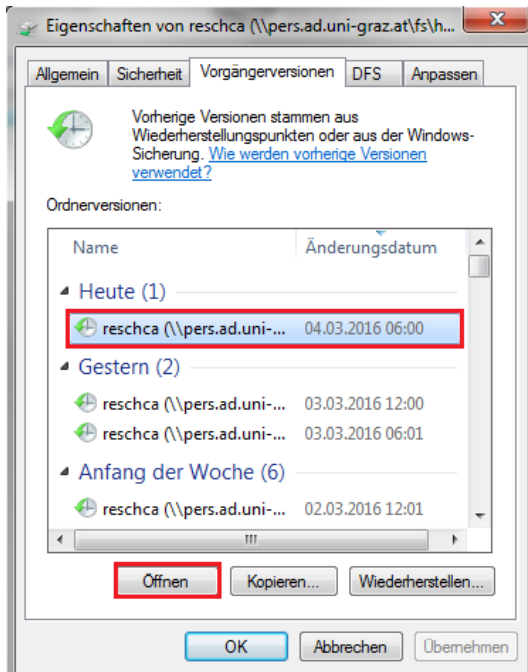 Eigenschaften von reschca (\\pers.ad.uni-graz.at\fs\h...
Allgemein Sicherheit Vorgängerversionen DFS Anpassen
Vorherige Versionen stammen aus
Wiederherstellungspunkten oder aus der Windows-
Sicherung. Wie werden vorherige Versionen
verwendet?
Ordnerversionen:
Name Änderungsdatum
Heute (1)
reschca (\\pers.ad.uni-... 04.03.2016 06:00
Gestern (2)
reschca (\\pers.ad.uni-... 03.03.2016 12:00
reschca (\\pers.ad.uni-... 03.03.2016 06:01
Anfang der Woche (6)
reschca (\\pers.ad.uni-... 02.03.2016 12:01
Öffnen Kopieren... Wiederherstellen...
OK Abbrechen Übernehmen